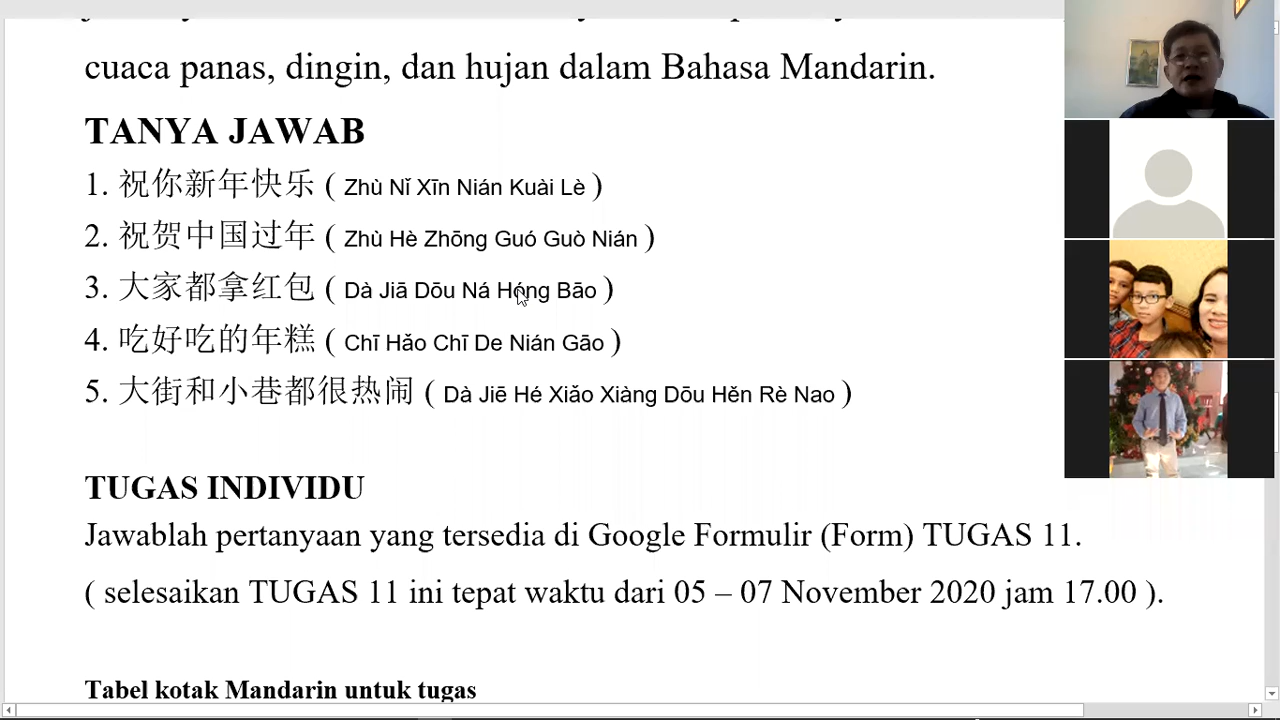 cuaca panas, dingin, dan hujan dalam Bahasa Mandarin.
TANYA JAWAB
1. 祝你新年快乐 ( Zhù Nǐ Xīn Nián Kuài Lè )
2. 祝贺中国过年 ( Zhù Hè Zhōng Guó Guò Nián )
3. 大家都拿红包 ( Dà Jiā Dōu Ná Hóng Bāo )
4. 吃好吃的年糕 ( Chī Hǎo Chī De Nián Gāo )
5. 大街和小巷都很热闹 ( Dà Jiē Hé Xiǎo Xiàng Dōu Hěn Rè Nao )
TUGAS INDIVIDU
Jawablah pertanyaan yang tersedia di Google Formulir (Form) TUGAS 11.
( selesaikan TUGAS 11 ini tepat waktu dari 05 – 07 November 2020 jam 17.00 ).
Tabel kotak Mandarin untuk tugas